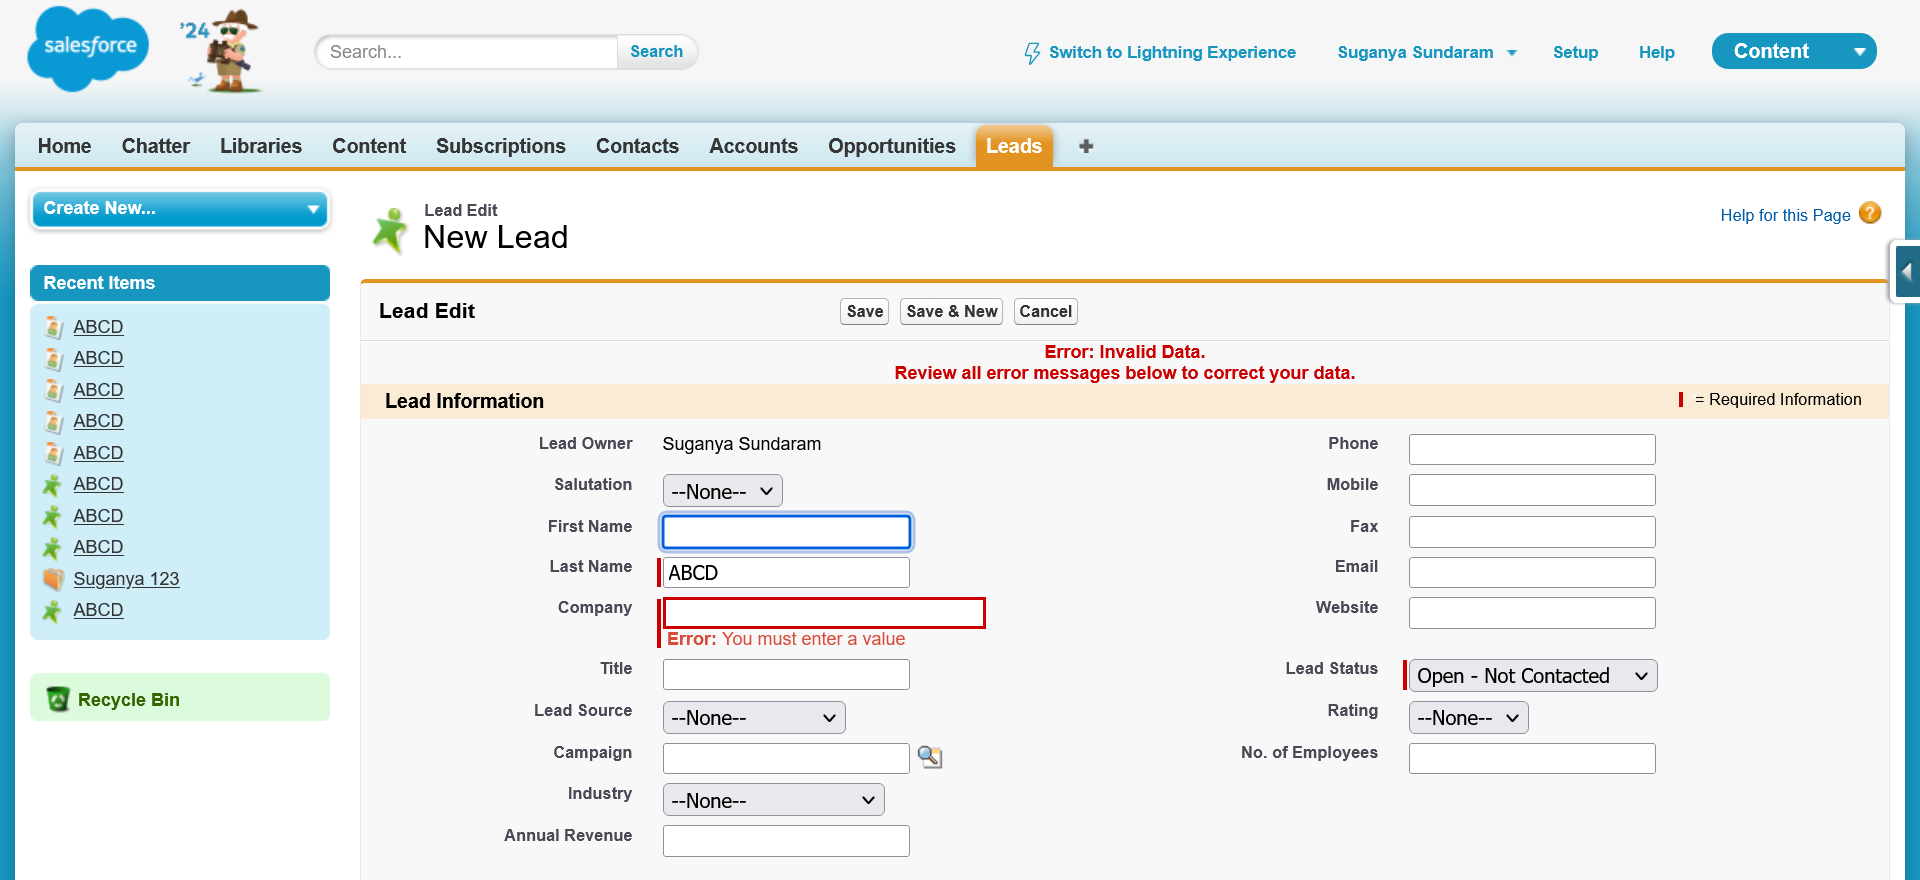 salesforce
'24
Search...
Search
Switch to Lightning Experience
Suganya Sundaram
Setup
Help
Content
Home
Chatter
Libraries
Content
Subscriptions
Contacts
Accounts
Opportunities
Leads
+
Create New...
Recent Items
ABCD
ABCD
ABCD
ABCD
ABCD
ABCD
ABCD
ABCD
Suganya 123
ABCD
Recycle Bin
Lead Edit
New Lead
Help for this Page
?
Lead Edit
Save
Save & New
Cancel
Error: Invalid Data.
Review all error messages below to correct your data.
Lead Information
= Required Information
Lead Owner
Suganya Sundaram
Salutation
--None--
First Name
Last Name
ABCD
Company
Error: You must enter a value
Title
Lead Source
--None--
Campaign
Industry
--None--
Annual Revenue
Phone
Mobile
Fax
Email
Website
Lead Status
Open - Not Contacted
Rating
--None--
No. of Employees